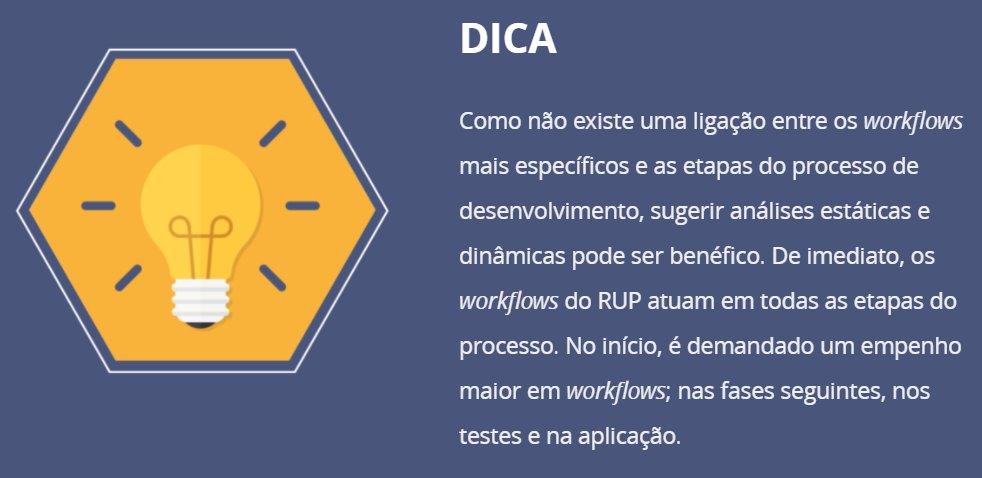 DICA
Como não existe uma ligação entre os workflows
mais específicos e as etapas do processo de
desenvolvimento, sugerir análises estáticas e
dinâmicas pode ser benéfico. De imediato, os
workflows do RUP atuam em todas as etapas do
processo. No início, é demandado um empenho
maior em workflows; nas fases seguintes, nos
testes e na aplicação.